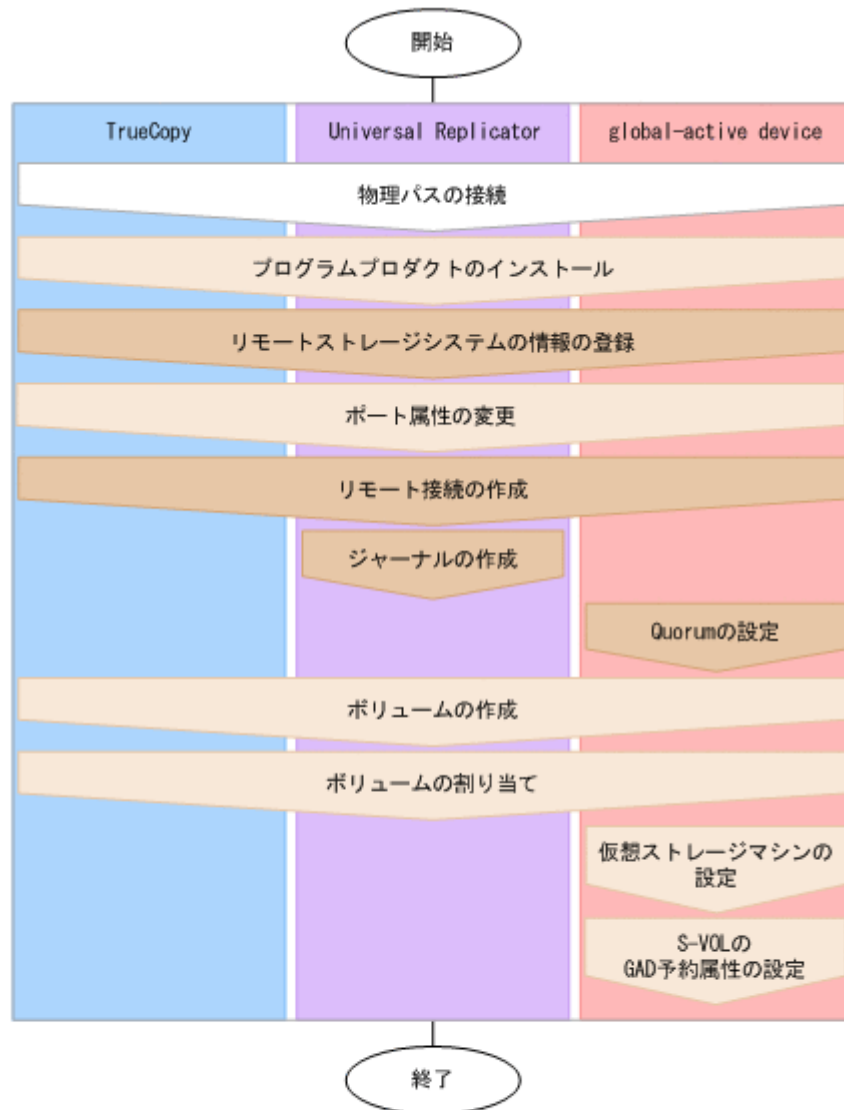 開始
TrueCopy
Universal Replicator
global-active device
物理パスの接続
プログラムプロダクトのインストール
リモートストレージシステムの情報の登録
ポート属性の変更
リモート接続の作成
ジャーナルの作成
Quorumの設定
ボリュームの作成
ボリュームの割り当て
仮想ストレージマシンの
設定
S-VOLの
GAD予約属性の設定
終了